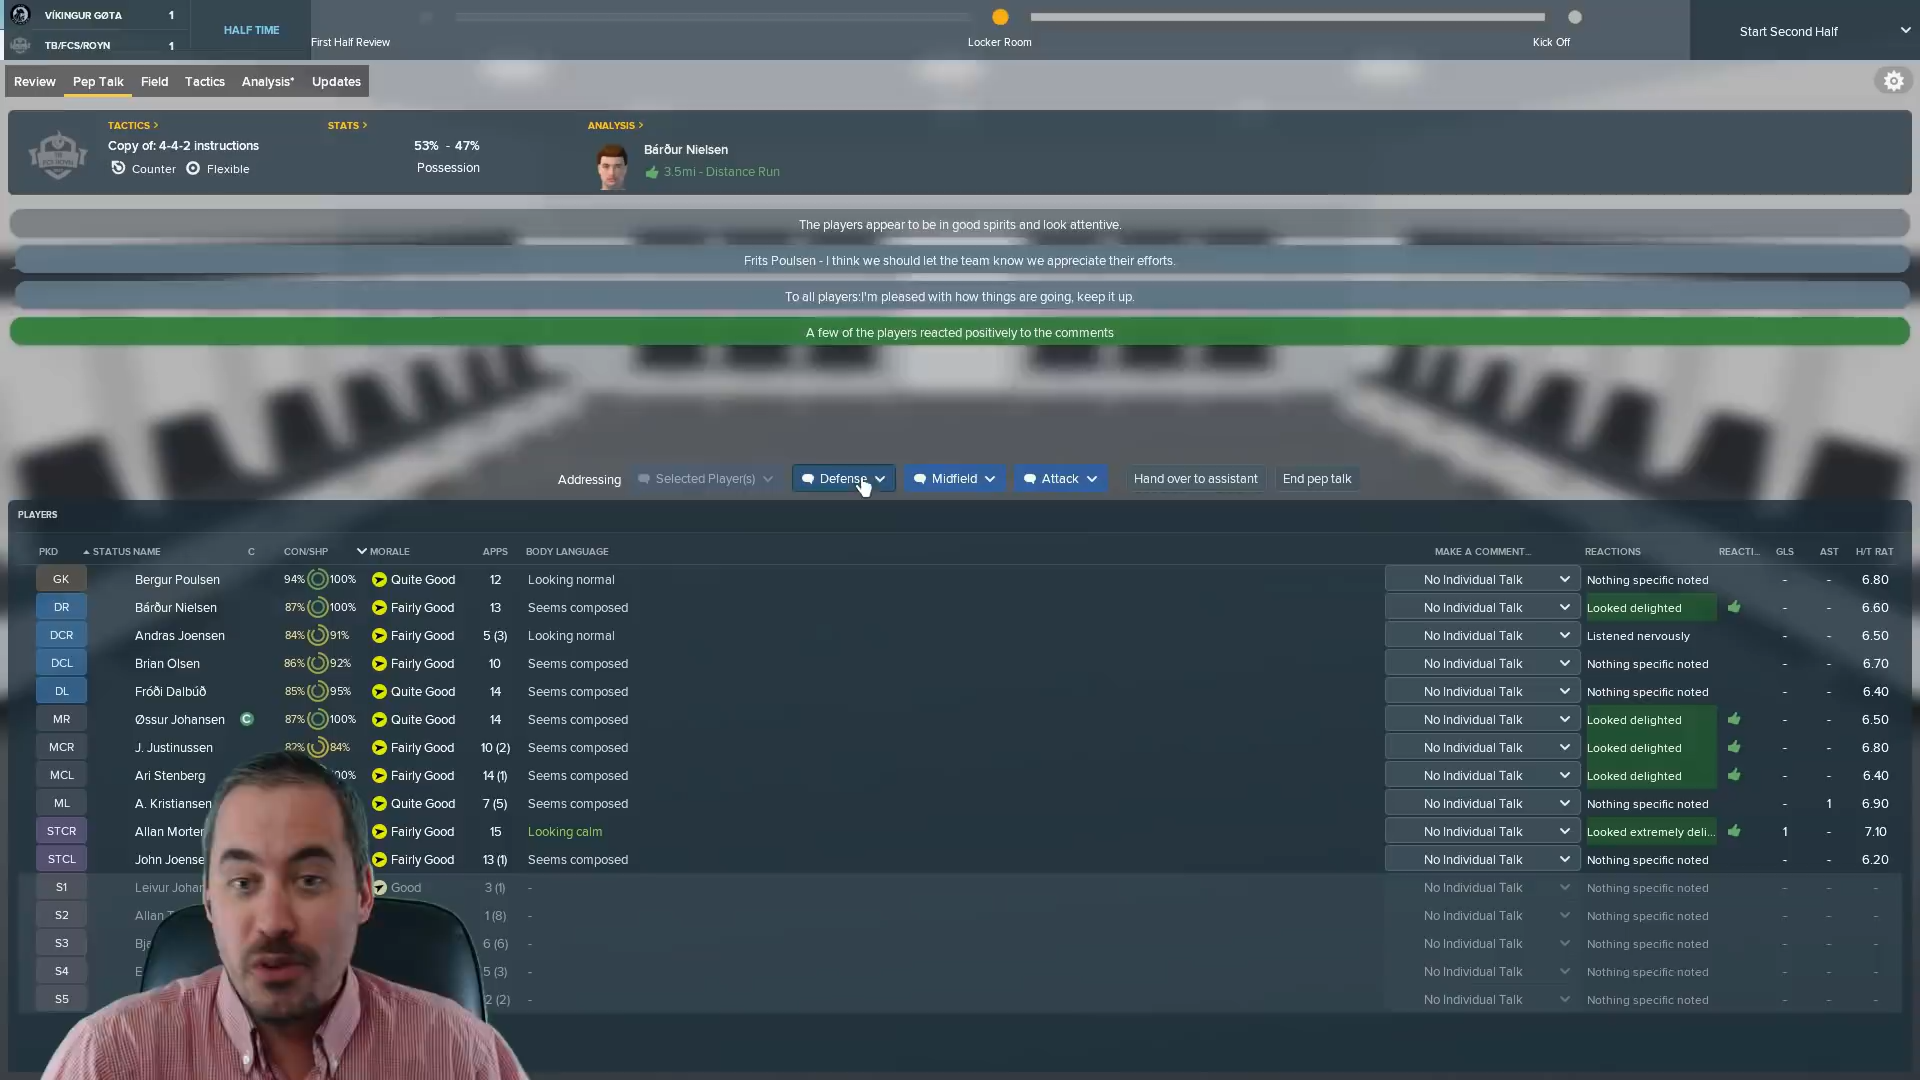 VÍKINGUR GØTA 1
TB/FCS/ROYN 1
HALF TIME
First Half Review
Locker Room
Kick Off
Start Second Half
Review Pep Talk Field Tactics Analysis* Updates
TACTICS >
Copy of: 4-4-2 instructions
Counter Flexible
STATS >
53% - 47%
Possession
ANALYSIS >
Bárður Nielsen
3.5mi - Distance Run
The players appear to be in good spirits and look attentive.
Frits Poulsen - I think we should let the team know we appreciate their efforts.
To all players:I'm pleased with how things are going, keep it up.
A few of the players reacted positively to the comments
Addressing Selected Player(s) Defense Midfield Attack Hand over to assistant End pep talk
PLAYERS
PKD STATUS NAME C CON/SHP MORALE APPS BODY LANGUAGE MAKE A COMMENT... REACTIONS REACTI... GLS AST H/T RAT
GK Bergur Poulsen 94% 100% Quite Good 12 Looking normal No Individual Talk Nothing specific noted - - 6.80
DR Bárður Nielsen 87% 100% Fairly Good 13 Seems composed No Individual Talk Looked delighted - - 6.60
DCR Andras Joensen 84% 91% Fairly Good 5 (3) Looking normal No Individual Talk Listened nervously - - 6.50
DCL Brian Olsen 86% 92% Fairly Good 10 Seems composed No Individual Talk Nothing specific noted - - 6.70
DL Fróði Dalbúð 85% 95% Quite Good 14 Seems composed No Individual Talk Nothing specific noted - - 6.40
MR Øssur Johansen C 87% 100% Quite Good 14 Seems composed No Individual Talk Looked delighted - - 6.50
MCR J. Justinussen 82% 84% Fairly Good 10 (2) Seems composed No Individual Talk Looked delighted - - 6.80
MCL Ari Stenberg 00% Fairly Good 14 (1) Seems composed No Individual Talk Looked delighted - - 6.40
ML A. Kristiansen Quite Good 7 (5) Seems composed No Individual Talk Nothing specific noted - 1 6.90
STCR Allan Morter Fairly Good 15 Looking calm No Individual Talk Looked extremely deli... 1 - 7.10
STCL John Joense Fairly Good 13 (1) Seems composed No Individual Talk Nothing specific noted - - 6.20
S1 Leivur Johar Good 3 (1) - No Individual Talk Nothing specific noted - - -
S2 Allan T 1 (8) - No Individual Talk Nothing specific noted - - -
S3 Bja 6 (6) - No Individual Talk Nothing specific noted - - -
S4 E 5 (3) - No Individual Talk Nothing specific noted - - -
S5 2 (2) - No Individual Talk Nothing specific noted - - -